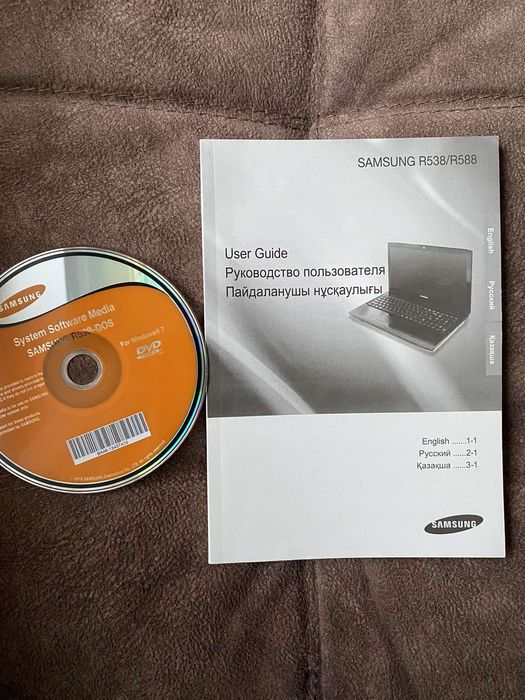 SAMSUNG R538/R588
User Guide
Руководство пользователя
Пайдаланушы нұсқаулығы
English
Русский
Қазақша
English ......1-1
Русский ......2-1
Қазақша ......3-1
SAMSUNG
SAMSUNG
System Software Media
SAMSUNG R538-DOS
For Windows® 7
DVD